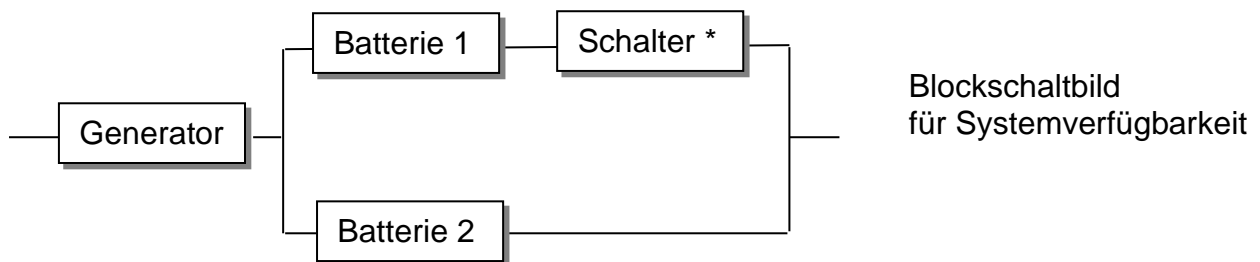 Batterie 1
Schalter *
Generator
Batterie 2
Blockschaltbild
für Systemverfügbarkeit